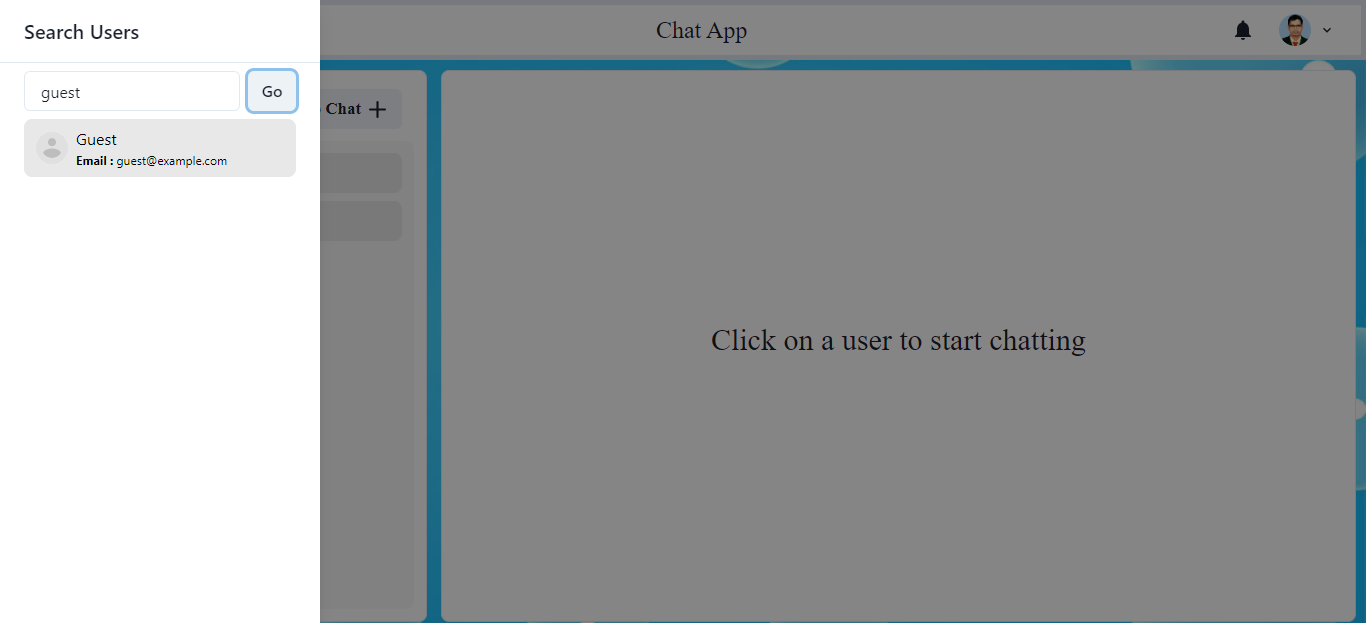 Search Users
guest
Go
Guest
Email : guest@example.com
Chat App
Chat
Click on a user to start chatting